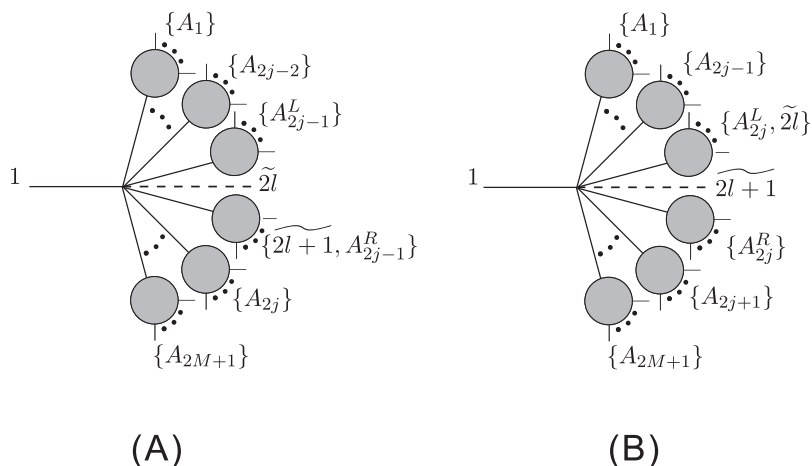 {A_1}
{A_{2j-2}}
{A^L_{2j-1}}
1
\widetilde{2l}
{\widetilde{2l+1}, A^R_{2j-1}}
{A_{2j}}
{A_{2M+1}}
(A)
{A_1}
{A_{2j-1}}
{A^L_{2j}, \widetilde{2l}}
1
\widetilde{2l+1}
{A^R_{2j}}
{A_{2j+1}}
{A_{2M+1}}
(B)